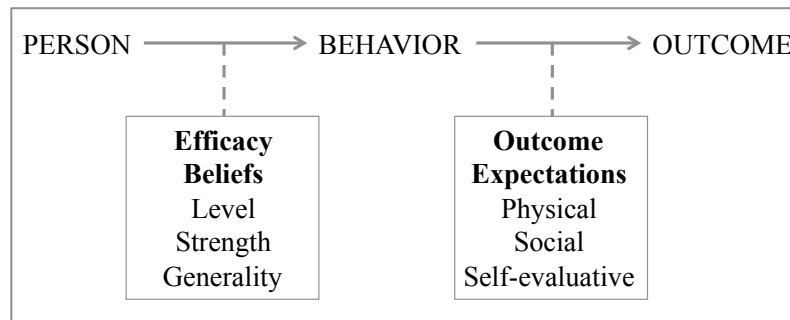 PERSON BEHAVIOR OUTCOME
Efficacy
Beliefs
Level
Strength
Generality
Outcome
Expectations
Physical
Social
Self-evaluative